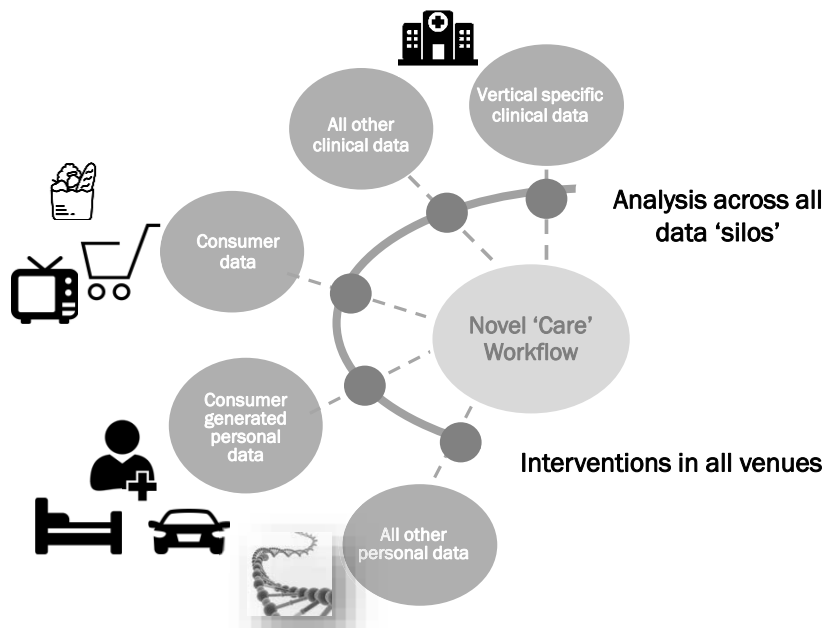 Vertical specific
clinical data
All other
clinical data
Analysis across all
data ‘silos’
Consumer
data
Novel ‘Care’
Workflow
Consumer
generated
personal
data
Interventions in all venues
All other
personal data